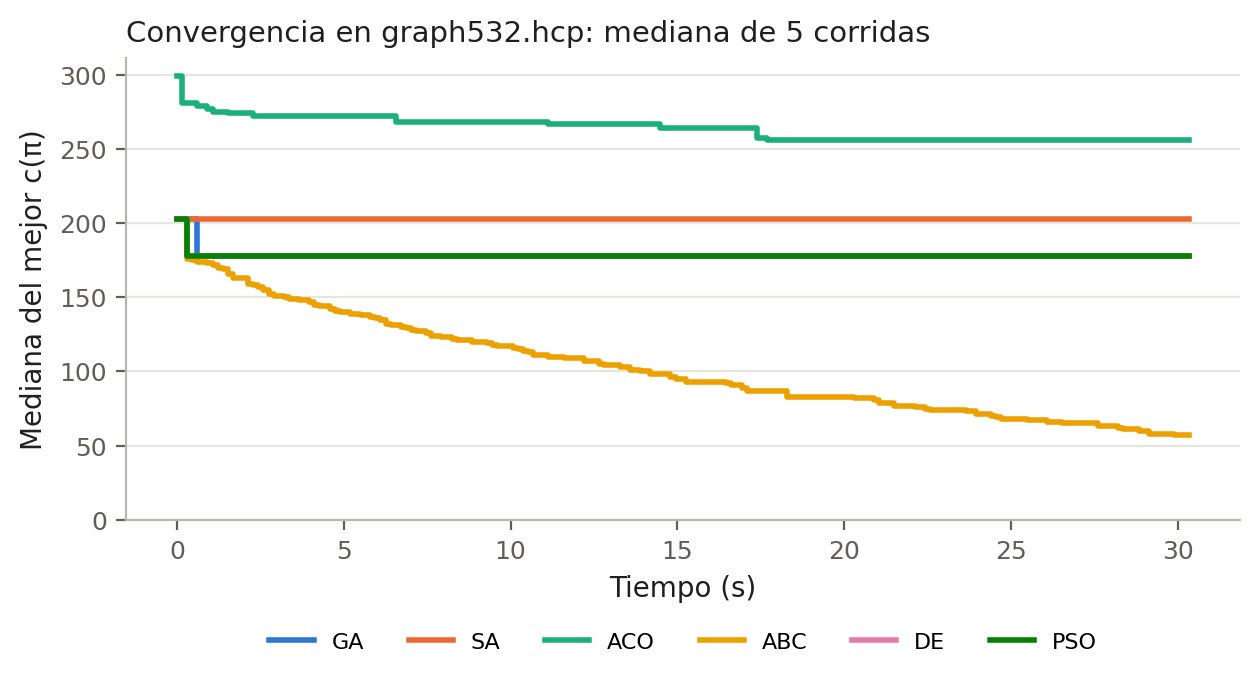 Convergencia en graph532.hcp: mediana de 5 corridas
Mediana del mejor c(π)
300
250
200
150
100
50
0
0 5 10 15 20 25 30
Tiempo (s)
GA SA ACO ABC DE PSO